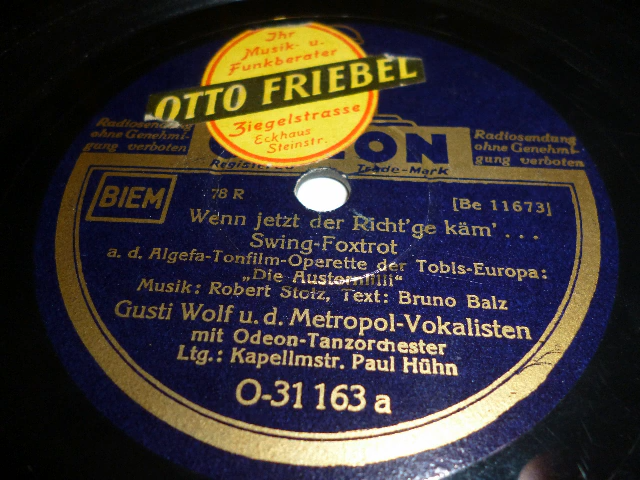 Ihr
Musik- u.
Funkberater
OTTO FRIEBEL
Ziegelstrasse
Eckhaus
Steinstr.
Radiosendung
ohne Genehmi-
gung verboten
Radiosendung
ohne Genehmi-
gung verboten
Trade-Mark
BIEM
78 R
[Be 11673]
Wenn jetzt der Richt'ge käm' . . .
Swing-Foxtrot
a. d. Algefa-Tonfilm-Operette der Tobis-Europa:
„Die Austernlilli"
Musik: Robert Stolz, Text: Bruno Balz
Gusti Wolf u. d. Metropol-Vokalisten
mit Odeon-Tanzorchester
Ltg.: Kapellmstr. Paul Hühn
O-31 163 a